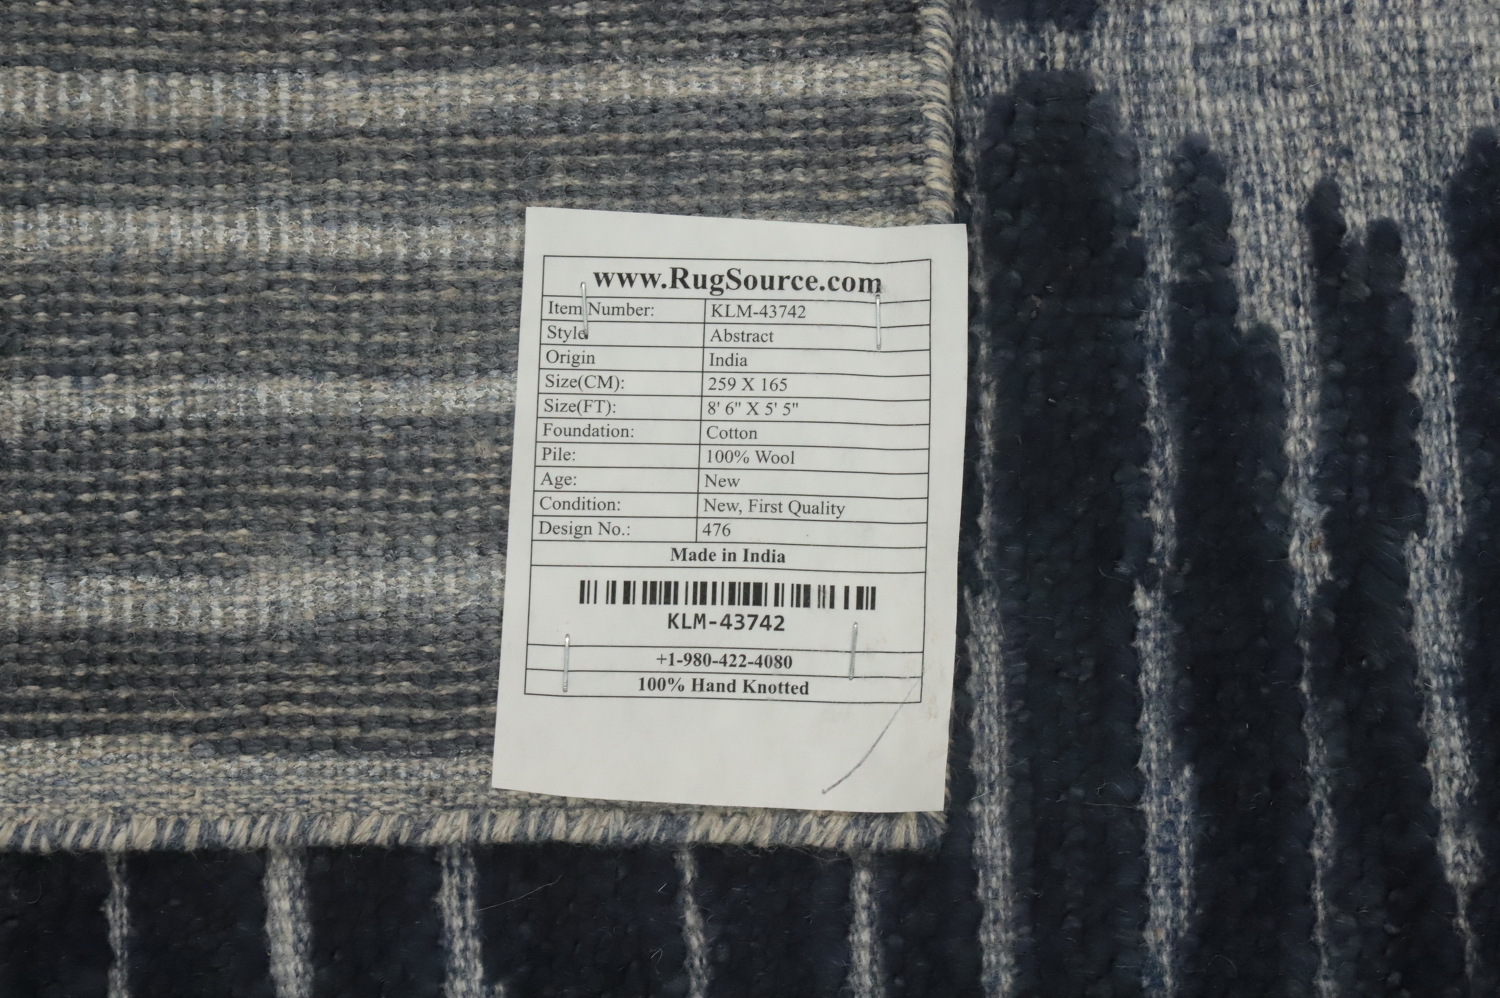 www.RugSource.com
Item Number: KLM-43742
Style Abstract
Origin India
Size(CM): 259 X 165
Size(FT): 8' 6" X 5' 5"
Foundation: Cotton
Pile: 100% Wool
Age: New
Condition: New, First Quality
Design No.: 476
Made in India
KLM-43742
+1-980-422-4080
100% Hand Knotted